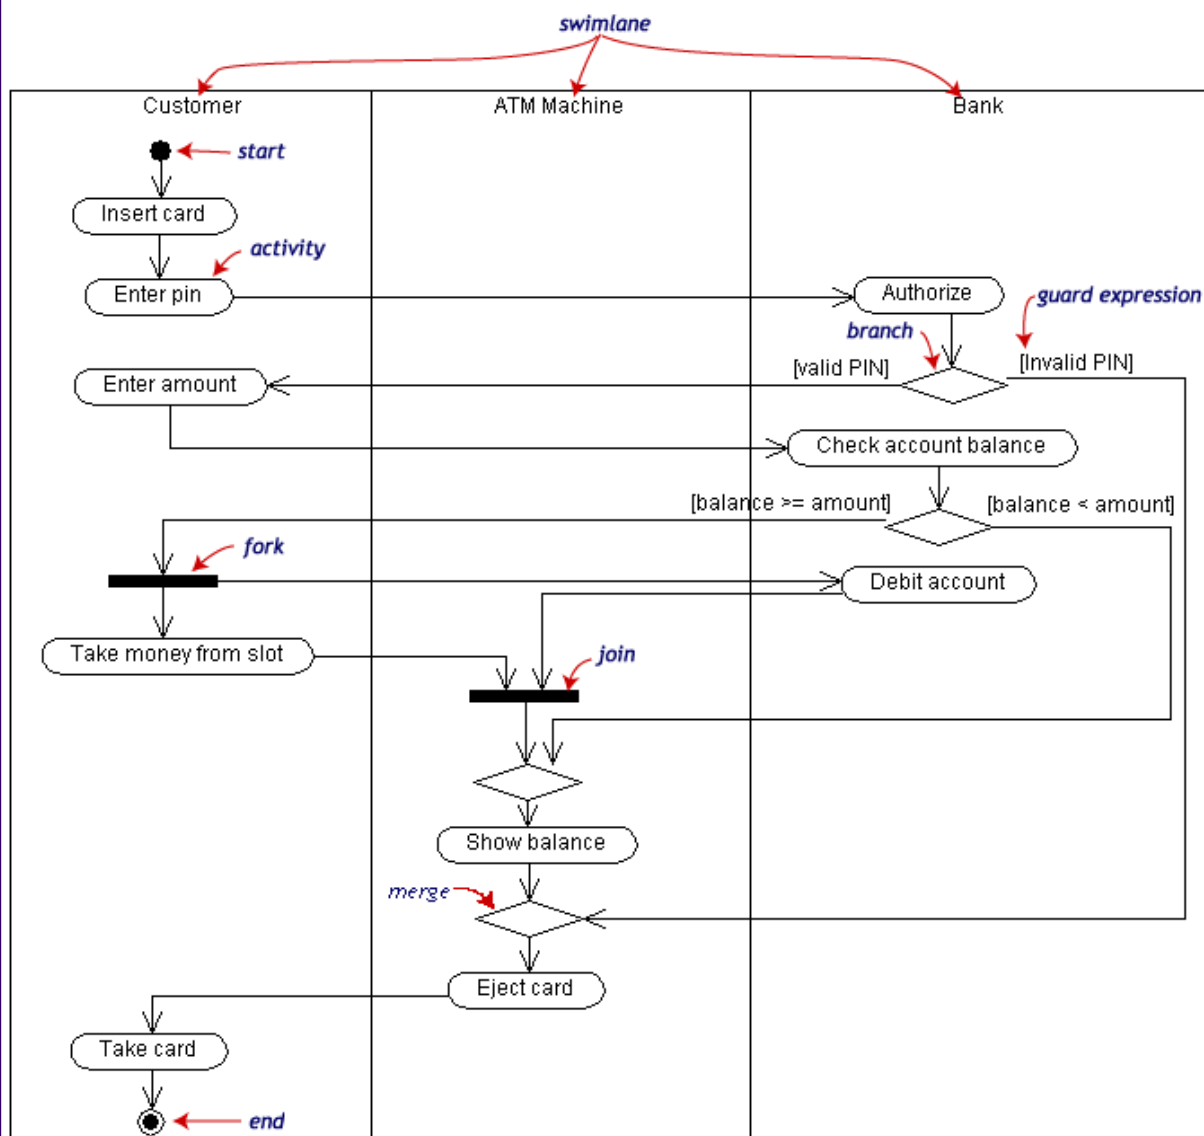 swimlane
Customer
ATM Machine
Bank
start
Insert card
activity
Enter pin
Authorize
guard expression
branch
[valid PIN]
[Invalid PIN]
Enter amount
Check account balance
[balance >= amount]
[balance < amount]
fork
Debit account
Take money from slot
join
Show balance
merge
Eject card
Take card
end